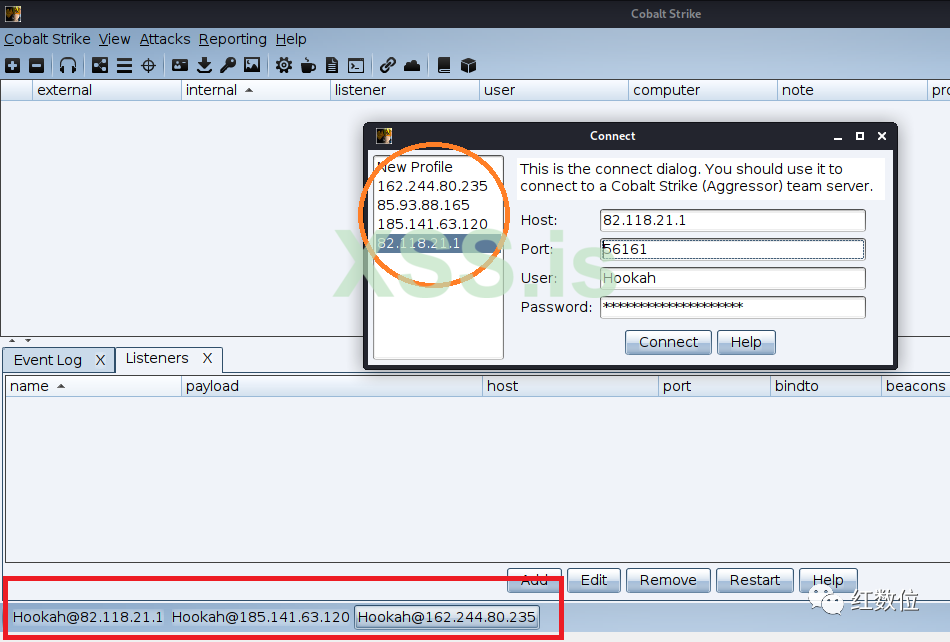 Cobalt Strike
Cobalt Strike View Attacks Reporting Help
external internal listener user computer note pro
Connect
New Profile
162.244.80.235
85.93.88.165
185.141.63.120
82.118.21.1
This is the connect dialog. You should use it to
connect to a Cobalt Strike (Aggressor) team server.
Host: 82.118.21.1
Port: 56161
User: Hookah
Password: ********************
Connect Help
XSS.is
Event Log X Listeners X
name payload host port bindto beacons
Add Edit Remove Restart Help
红数位
Hookah@82.118.21.1 Hookah@185.141.63.120 Hookah@162.244.80.235